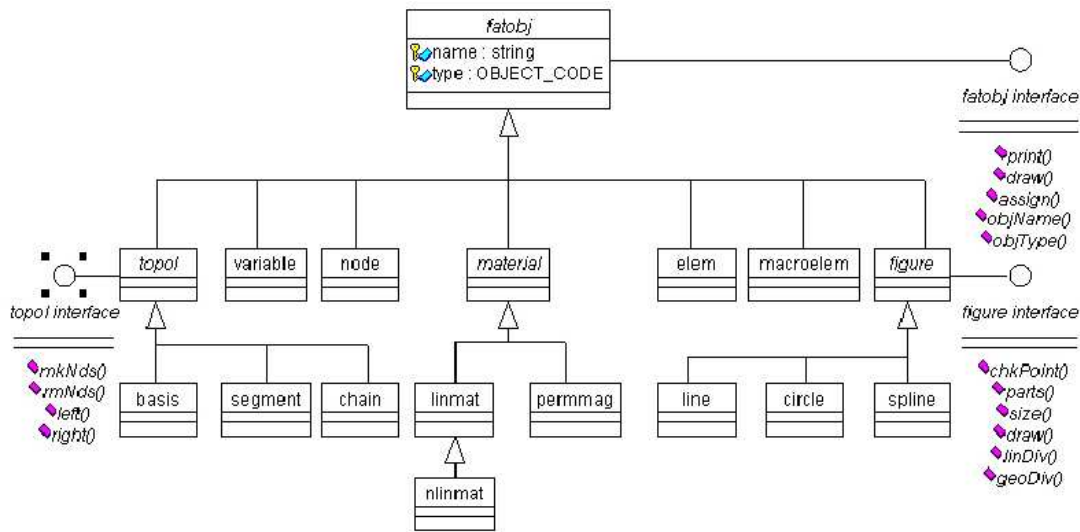 fatobj
name : string
type : OBJECT_CODE
fatobj interface
print()
draw()
assign()
objName()
objType()
topol
variable
node
material
elem
macroelem
figure
topol interface
mkNds()
rmNds()
left()
right()
figure interface
chkPoint()
parts()
size()
draw()
linDiv()
geoDiv()
basis
segment
chain
linmat
permmag
line
circle
spline
nlinmat